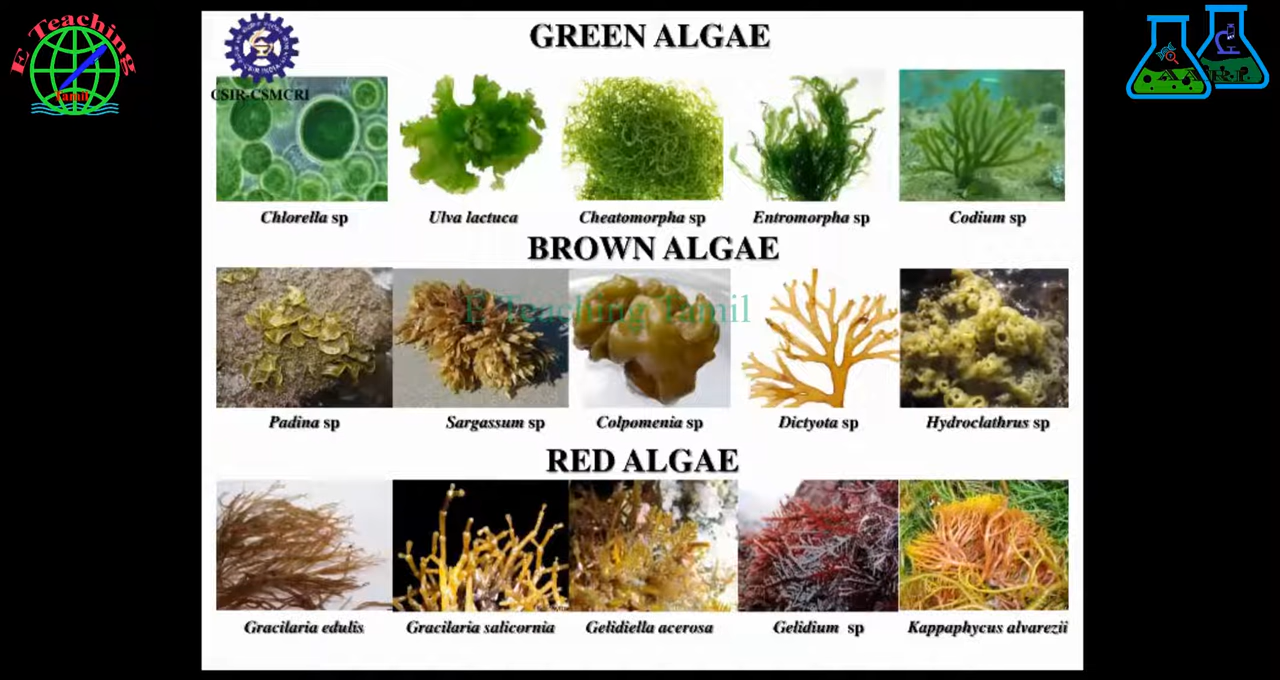 E Teaching
Tamil
CSIR-CSMCRI
GREEN ALGAE
Chlorella sp
Ulva lactuca
Cheatomorpha sp
Entromorpha sp
Codium sp
BROWN ALGAE
E Teaching Tamil
Padina sp
Sargassum sp
Colpomenia sp
Dictyota sp
Hydroclathrus sp
RED ALGAE
Gracilaria edulis
Gracilaria salicornia
Gelidiella acerosa
Gelidium sp
Kappaphycus alvarezii